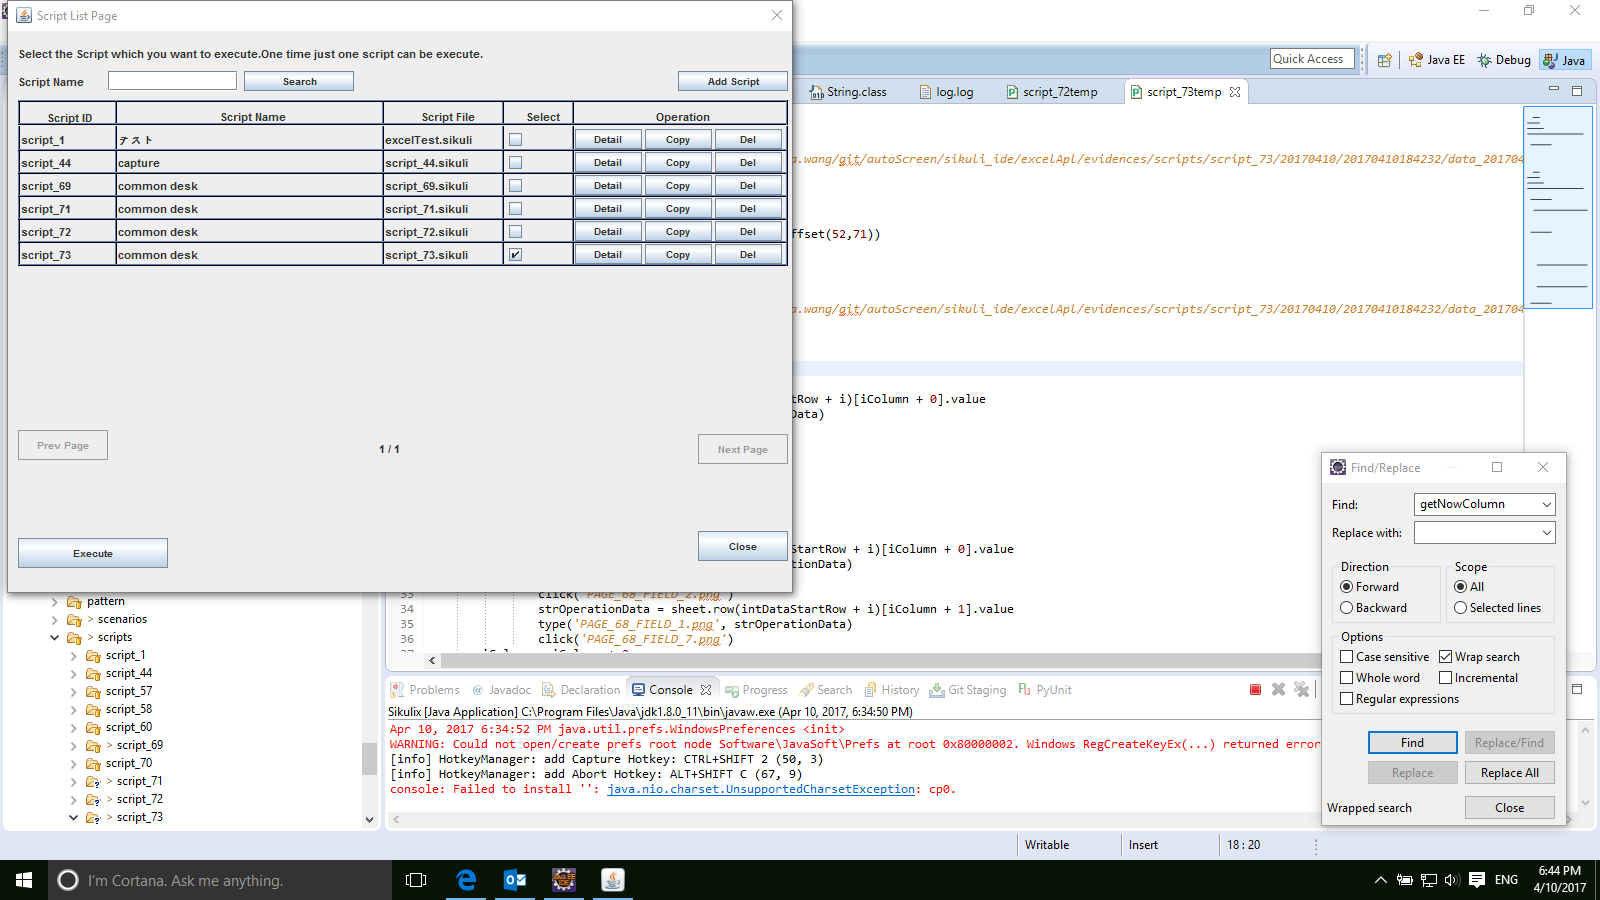 Script List Page
Select the Script which you want to execute.One time just one script can be execute.
Script Name
Search
Add Script
Script ID Script Name Script File Select Operation
script_1 テスト excelTest.sikuli Detail Copy Del
script_44 capture script_44.sikuli Detail Copy Del
script_69 common desk script_69.sikuli Detail Copy Del
script_71 common desk script_71.sikuli Detail Copy Del
script_72 common desk script_72.sikuli Detail Copy Del
script_73 common desk script_73.sikuli Detail Copy Del
Prev Page
1 / 1
Next Page
Execute
Close
Quick Access
Java EE
Debug
Java
String.class
log.log
script_72temp
script_73temp
a.wang/git/autoScreen/sikuli_ide/excelApl/evidences/scripts/script_73/20170410/20170410184232/data_201704
ffset(52,71))
a.wang/git/autoScreen/sikuli_ide/excelApl/evidences/scripts/script_73/20170410/20170410184232/data_201704
tRow + i)[iColumn + 0].value
Data)
StartRow + i)[iColumn + 0].value
tionData)
33 click('PAGE_68_FIELD_2.png')
34 strOperationData = sheet.row(intDataStartRow + i)[iColumn + 1].value
35 type('PAGE_68_FIELD_1.png', strOperationData)
36 click('PAGE_68_FIELD_7.png')
pattern
> scenarios
> scripts
script_1
script_44
script_57
script_58
script_60
> script_69
script_70
> script_71
> script_72
> script_73
Problems
@ Javadoc
Declaration
Console
Progress
Search
History
Git Staging
PyUnit
Sikulix [Java Application] C:\Program Files\Java\jdk1.8.0_11\bin\javaw.exe (Apr 10, 2017, 6:34:50 PM)
Apr 10, 2017 6:34:52 PM java.util.prefs.WindowsPreferences <init>
WARNING: Could not open/create prefs root node Software\JavaSoft\Prefs at root 0x80000002. Windows RegCreateKeyEx(...) returned error
[info] HotkeyManager: add Capture Hotkey: CTRL+SHIFT 2 (50, 3)
[info] HotkeyManager: add Abort Hotkey: ALT+SHIFT C (67, 9)
console: Failed to install '': java.nio.charset.UnsupportedCharsetException: cp0.
Find/Replace
Find:
getNowColumn
Replace with:
Direction
Forward
Backward
Scope
All
Selected lines
Options
Case sensitive
Wrap search
Whole word
Incremental
Regular expressions
Find
Replace/Find
Replace
Replace All
Wrapped search
Close
Writable
Insert
18 : 20
I'm Cortana. Ask me anything.
ENG
6:44 PM
4/10/2017